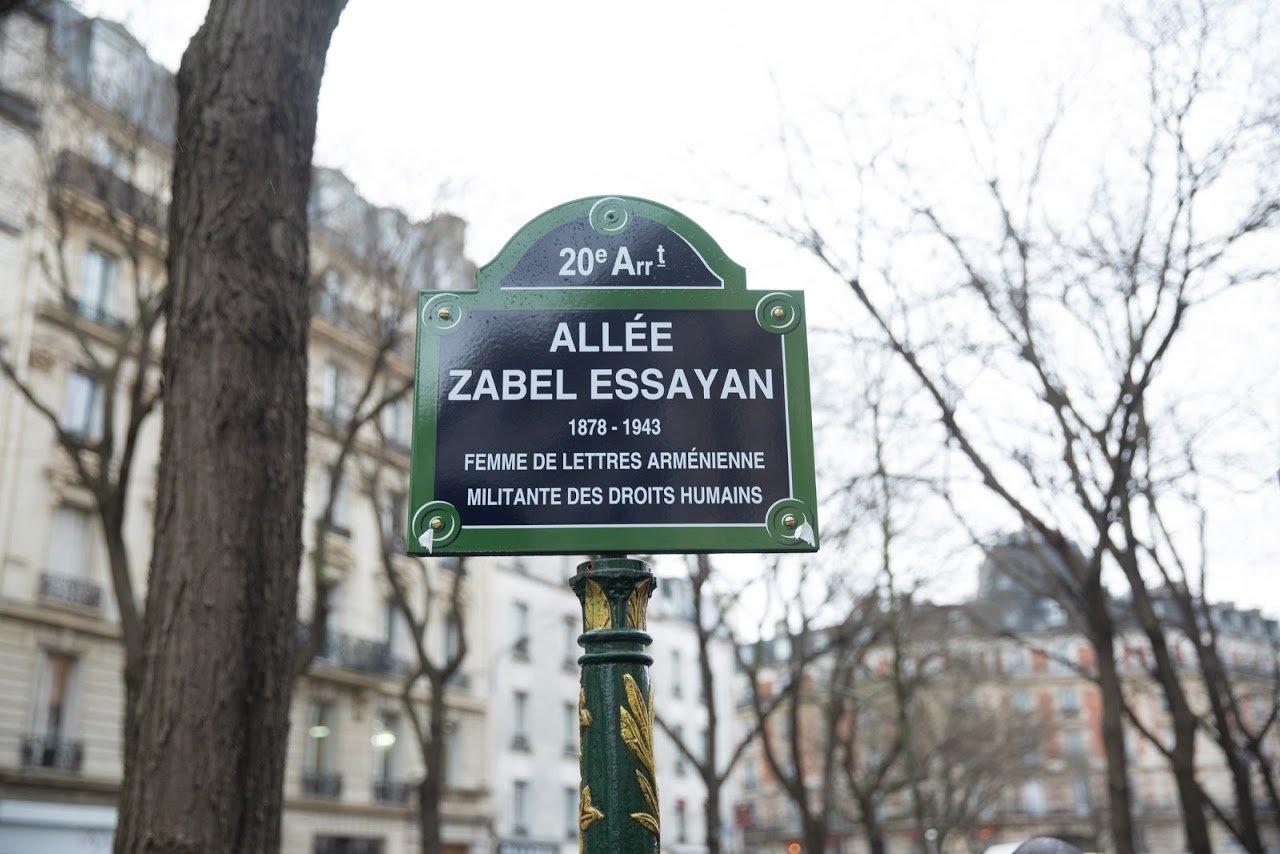 20e Arrt
ALLÉE
ZABEL ESSAYAN
1878 - 1943
FEMME DE LETTRES ARMÉNIENNE
MILITANTE DES DROITS HUMAINS